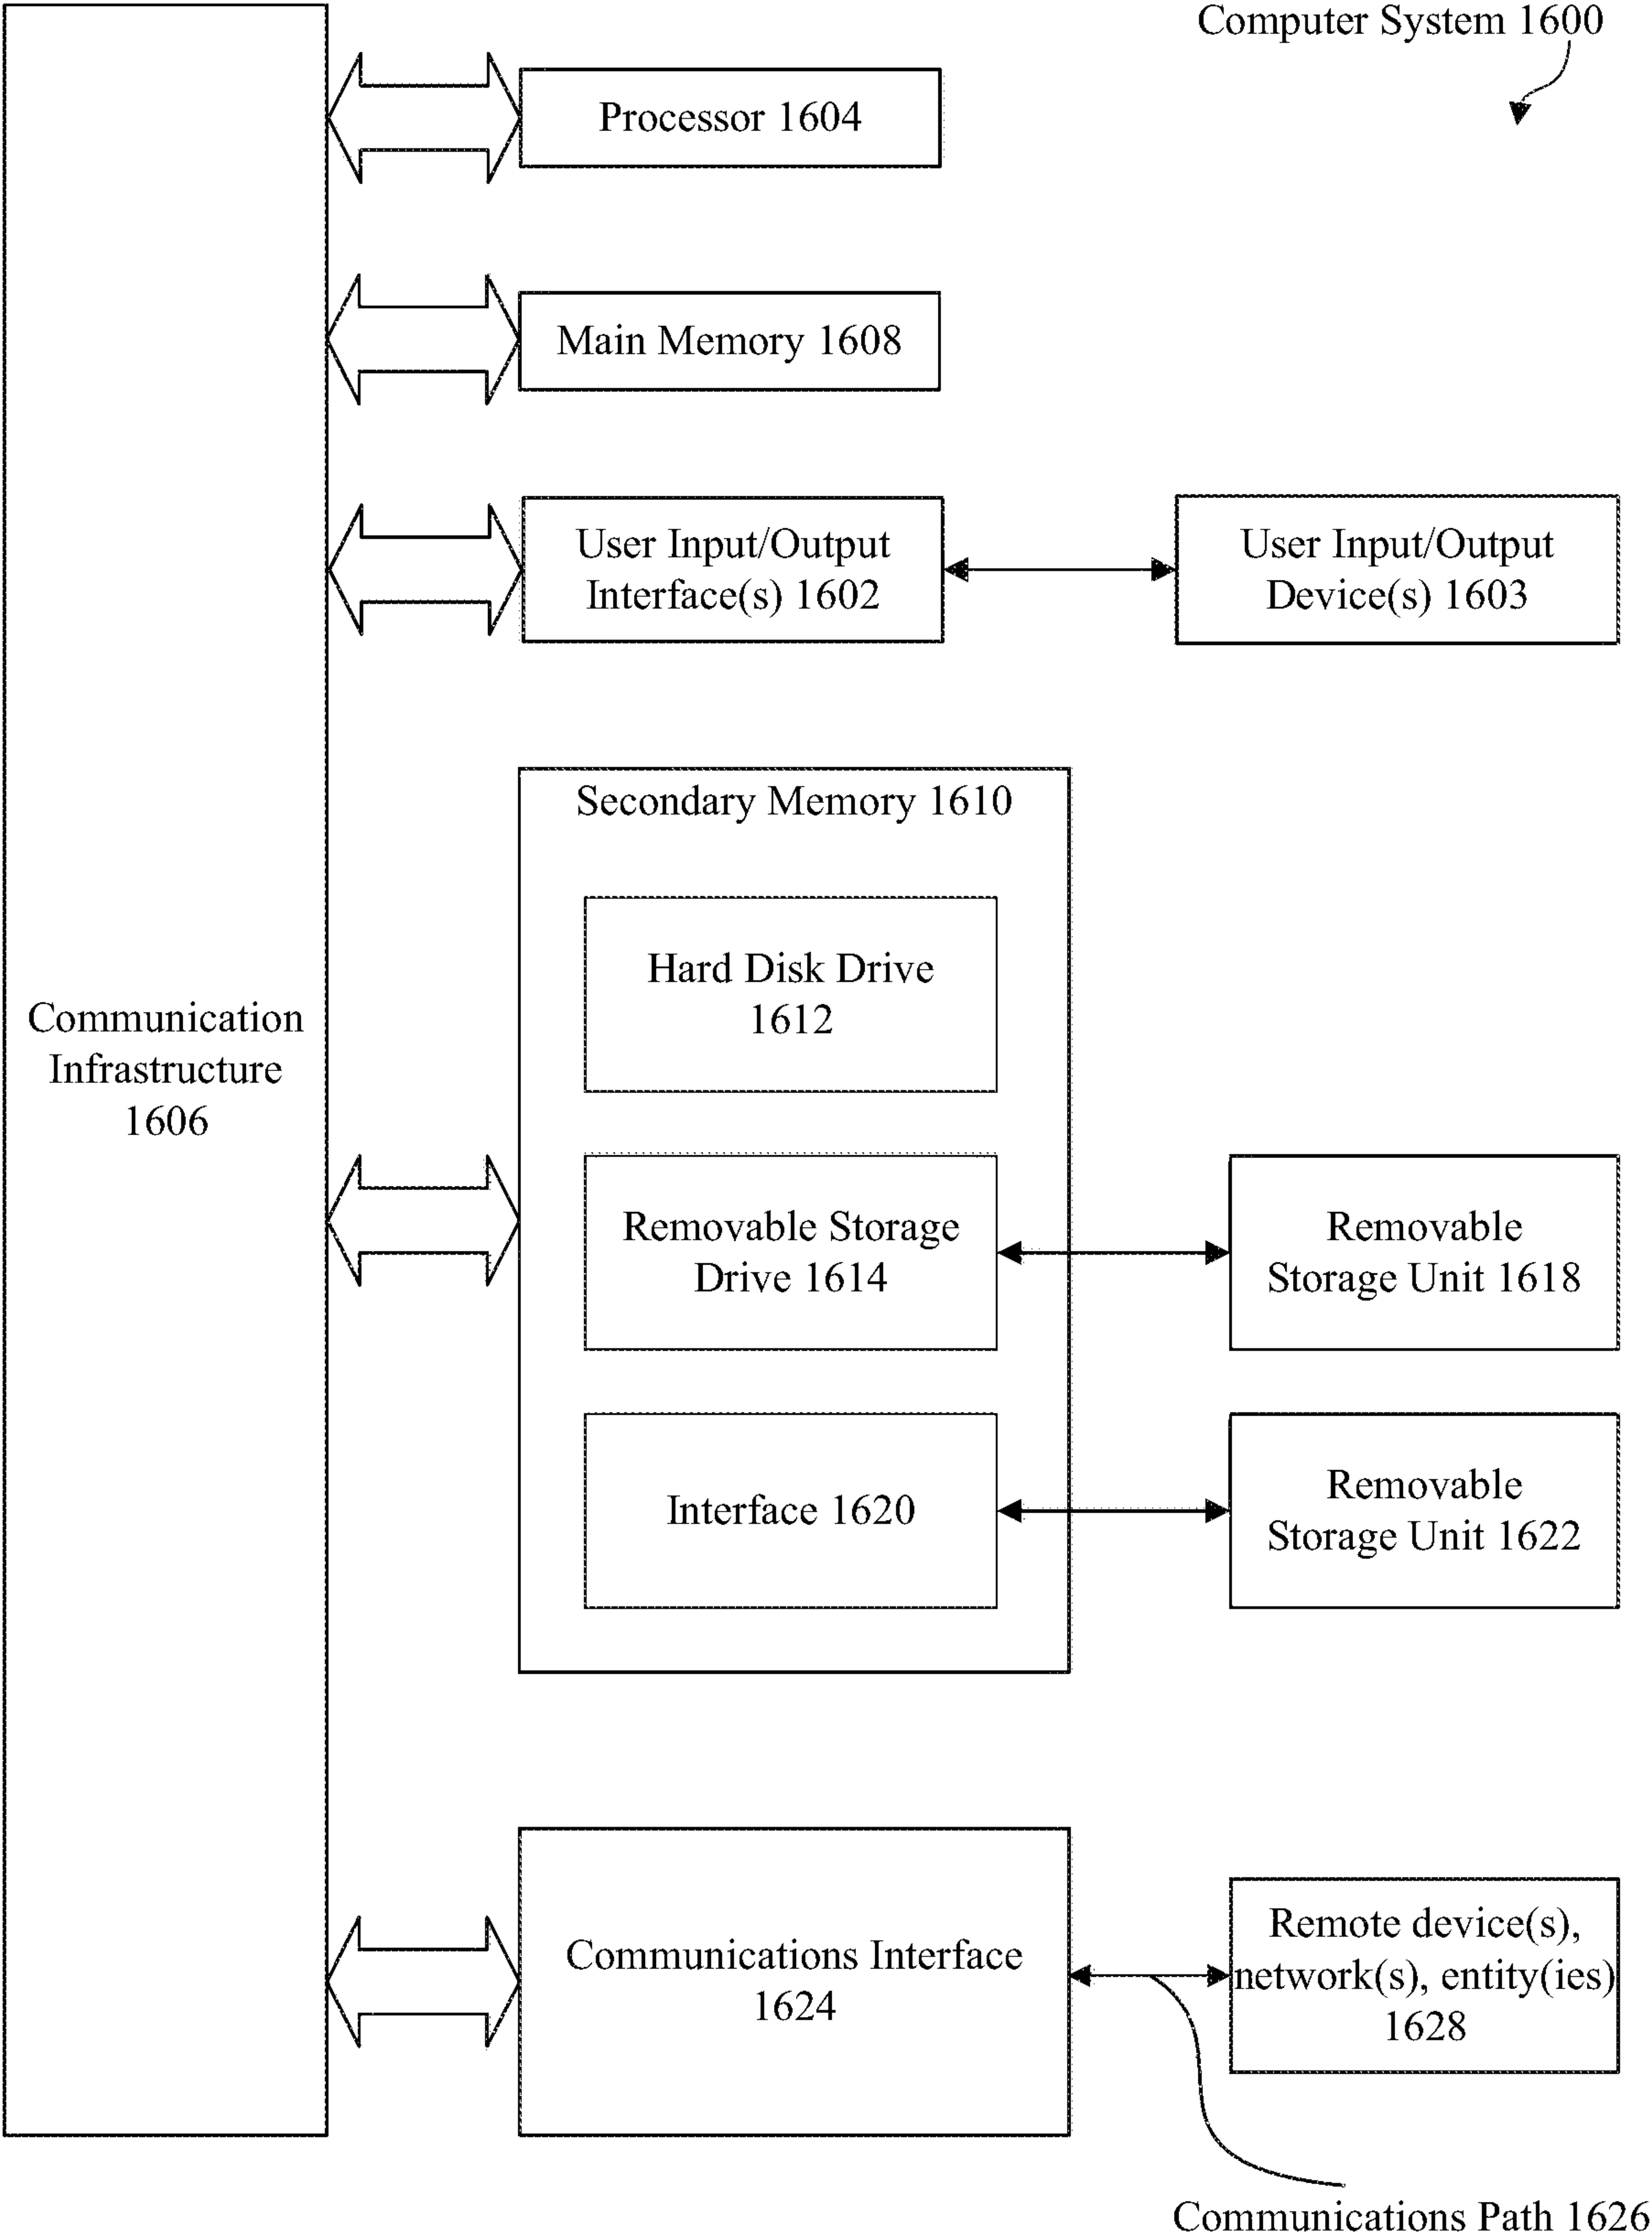 Computer System 1600
Processor 1604
Main Memory 1608
User Input/Output
Interface(s) 1602
User Input/Output
Device(s) 1603
Secondary Memory 1610
Hard Disk Drive
1612
Communication
Infrastructure
1606
Removable Storage
Drive 1614
Removable
Storage Unit 1618
Interface 1620
Removable
Storage Unit 1622
Communications Interface
1624
Remote device(s),
network(s), entity(ies)
1628
Communications Path 1626